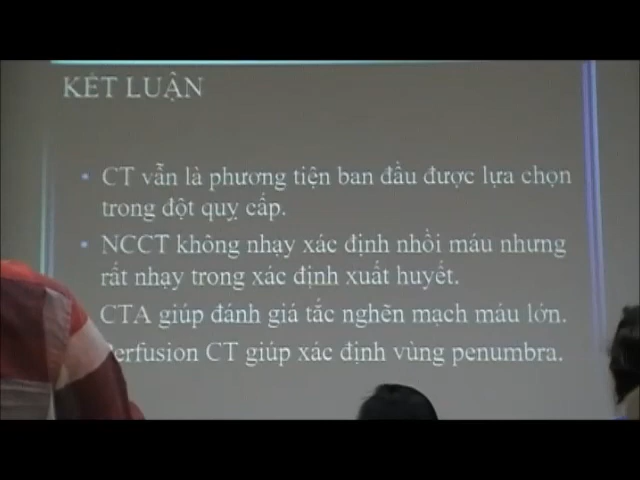 KẾT LUẬN
• CT vẫn là phương tiện ban đầu được lựa chọn
trong đột quỵ cấp.
• NCCT không nhạy xác định nhồi máu nhưng
rất nhạy trong xác định xuất huyết.
CTA giúp đánh giá tắc nghẽn mạch máu lớn.
Perfusion CT giúp xác định vùng penumbra.